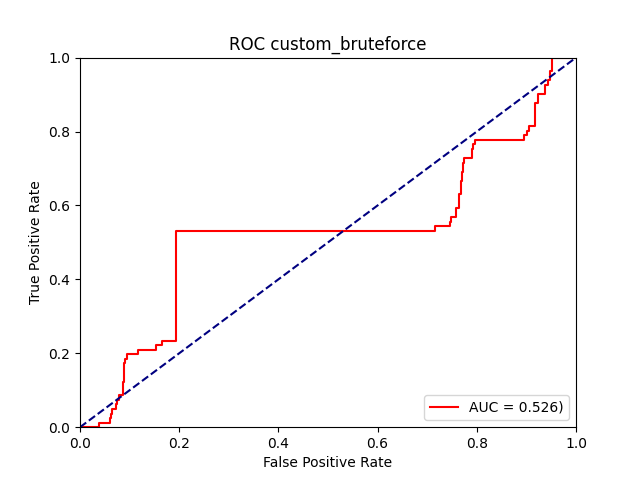 ROC custom_bruteforce
1.0
0.8
0.6
0.4
0.2
0.0
True Positive Rate
AUC = 0.526)
0.0 0.2 0.4 0.6 0.8 1.0
False Positive Rate